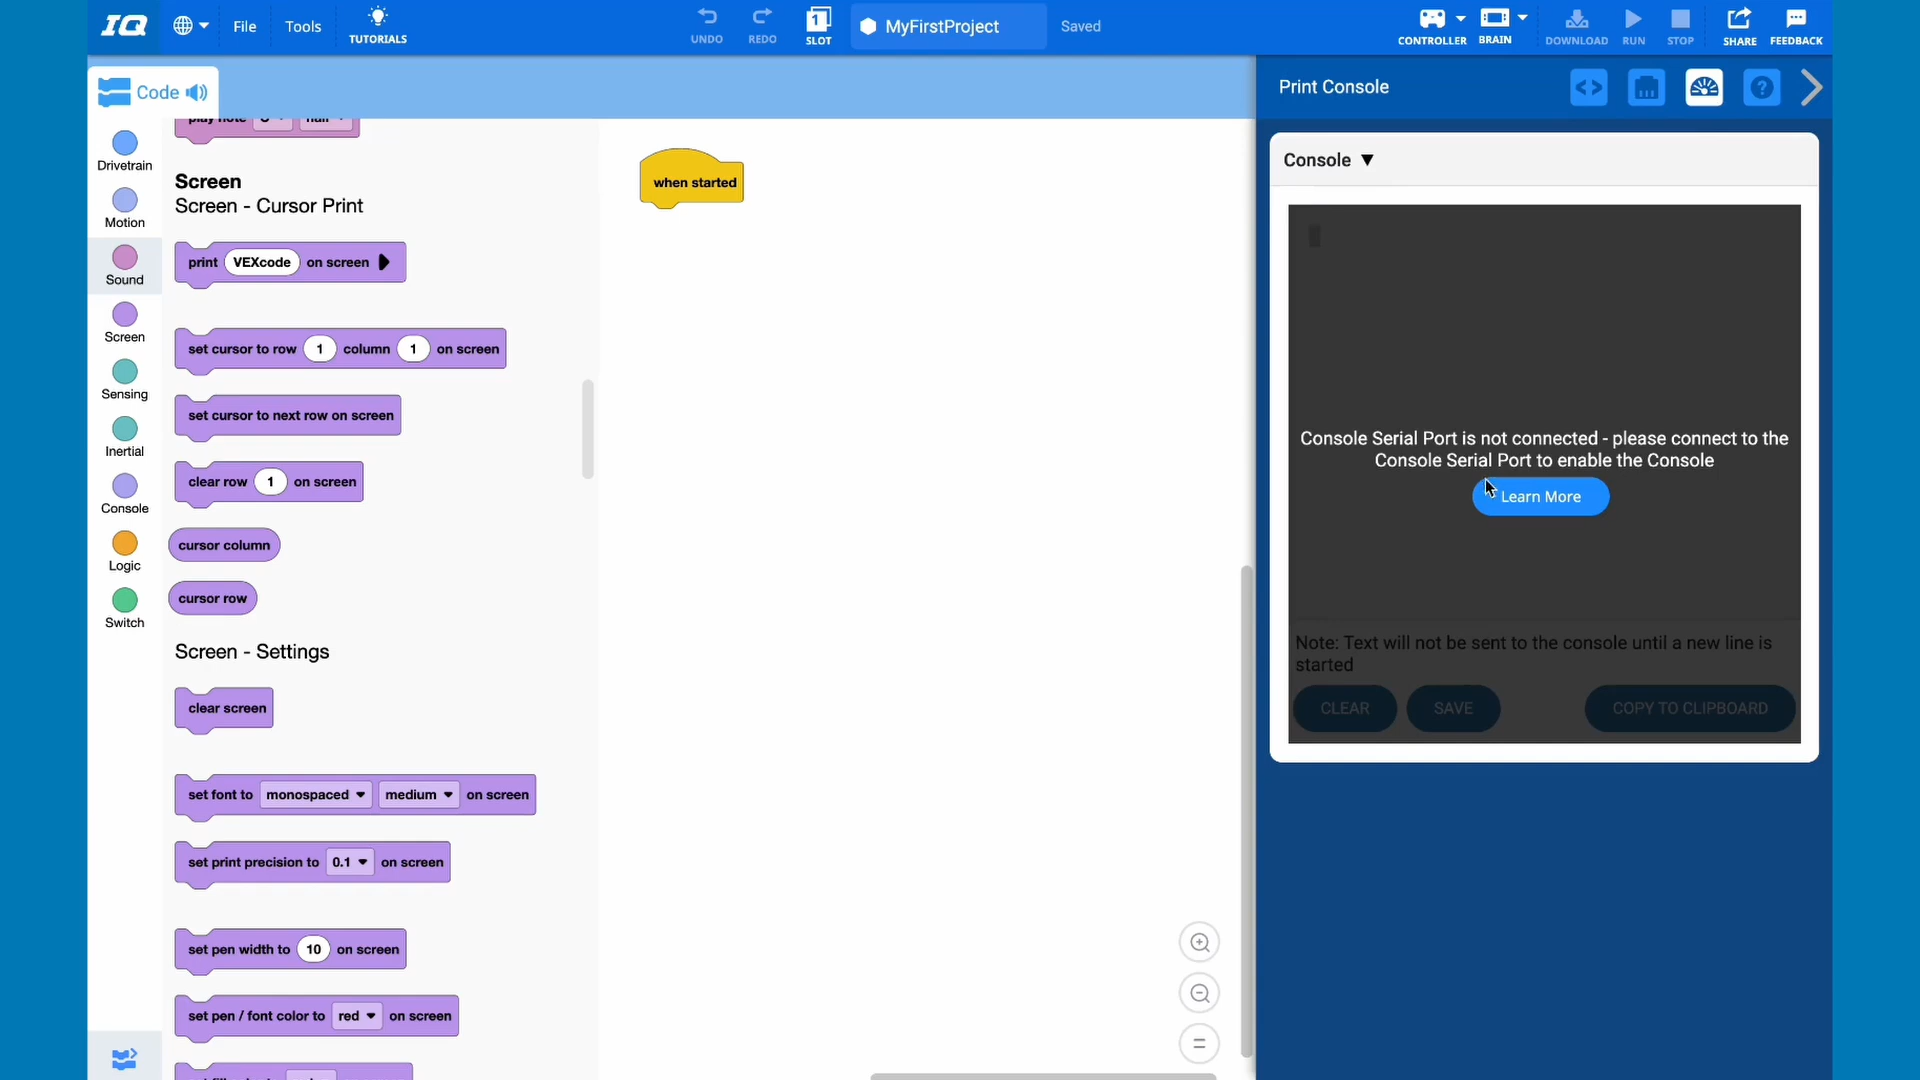 IQ
File
Tools
TUTORIALS
UNDO
REDO
1
SLOT
MyFirstProject
Saved
CONTROLLER
BRAIN
DOWNLOAD
RUN
STOP
SHARE
FEEDBACK
Code
Print Console
Drivetrain
Motion
Sound
Screen
Sensing
Inertial
Console
Logic
Switch
play note
Screen
Screen - Cursor Print
print VEXcode on screen
set cursor to row 1 column 1 on screen
set cursor to next row on screen
clear row 1 on screen
cursor column
cursor row
Screen - Settings
clear screen
set font to monospaced medium on screen
set print precision to 0.1 on screen
set pen width to 10 on screen
set pen / font color to red on screen
when started
Console
Console Serial Port is not connected - please connect to the
Console Serial Port to enable the Console
Learn More
Note: Text will not be sent to the console until a new line is
started
CLEAR
SAVE
COPY TO CLIPBOARD